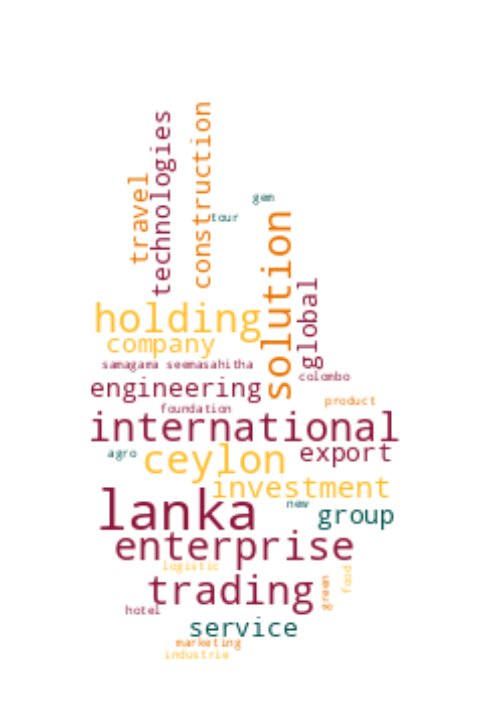 construction
technologies
travel
gem
tour
solution
global
holding
company
samagama seemasahitha
colombo
engineering
product
foundation
international
export
agro
ceylon
investment
lanka
new
group
enterprise
logistic
food
green
trading
hotel
service
marketing
industrie